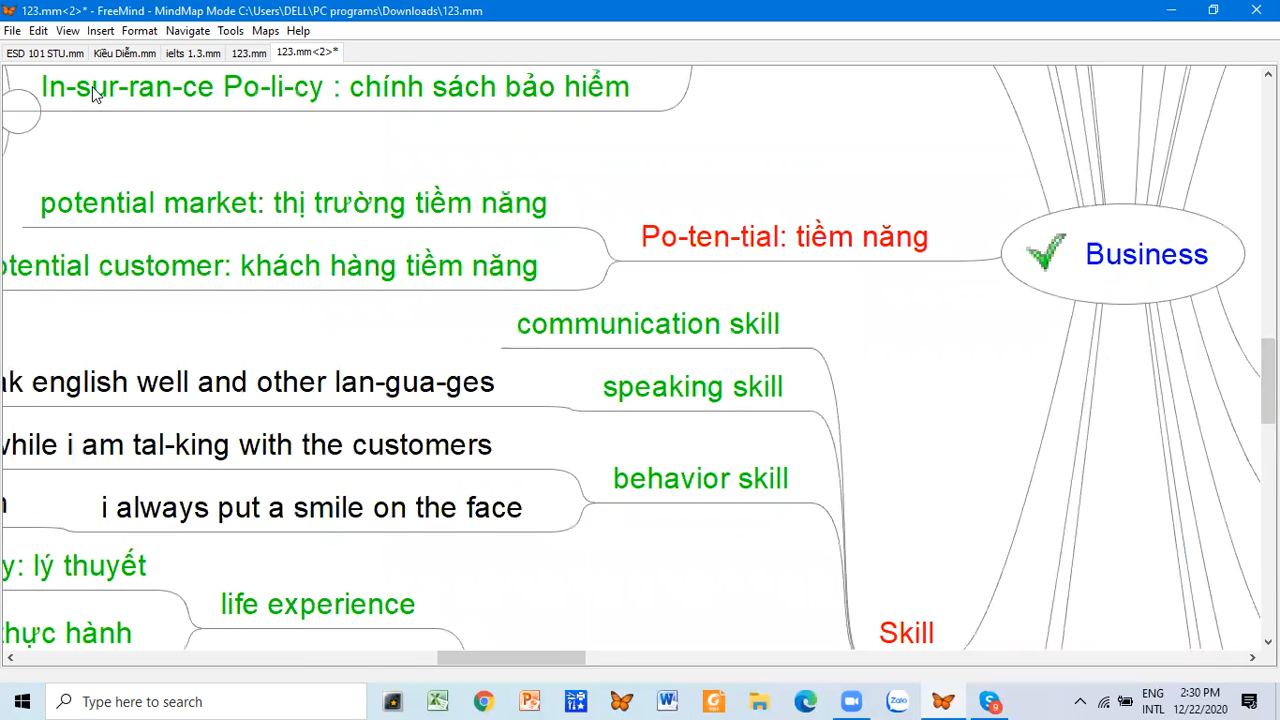 123.mm<2>* - FreeMind - MindMap Mode C:\Users\DELL\PC programs\Downloads\123.mm
File Edit View Insert Format Navigate Tools Maps Help
ESD 101 STU.mm Kiều Diễm.mm ielts 1.3.mm 123.mm 123.mm<2>*
In-sur-ran-ce Po-li-cy : chính sách bảo hiểm
potential market: thị trường tiềm năng
Po-ten-tial: tiềm năng
Business
otential customer: khách hàng tiềm năng
communication skill
ak english well and other lan-gua-ges
speaking skill
while i am tal-king with the customers
behavior skill
i always put a smile on the face
y: lý thuyết
life experience
thực hành
Skill
Type here to search
ENG
INTL
2:30 PM
12/22/2020
9